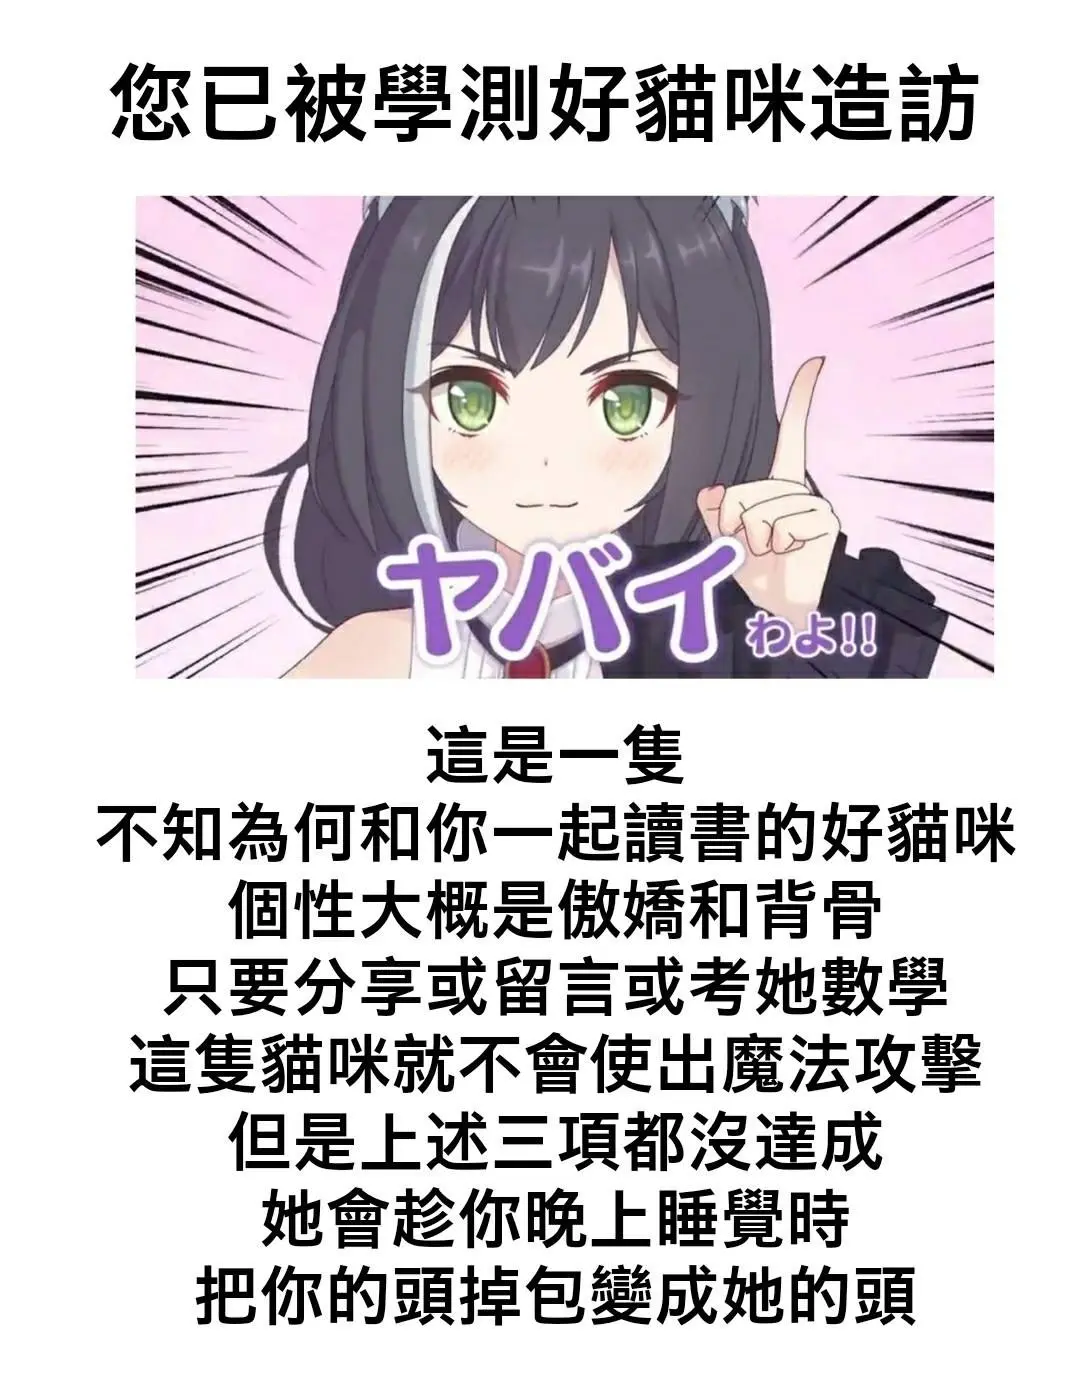 您已被學測好貓咪造訪
ヤバイわよ!!
這是一隻
不知為何和你一起讀書的好貓咪
個性大概是傲嬌和背骨
只要分享或留言或考她數學
這隻貓咪就不會使出魔法攻擊
但是上述三項都沒達成
她會趁你晚上睡覺時
把你的頭掉包變成她的頭